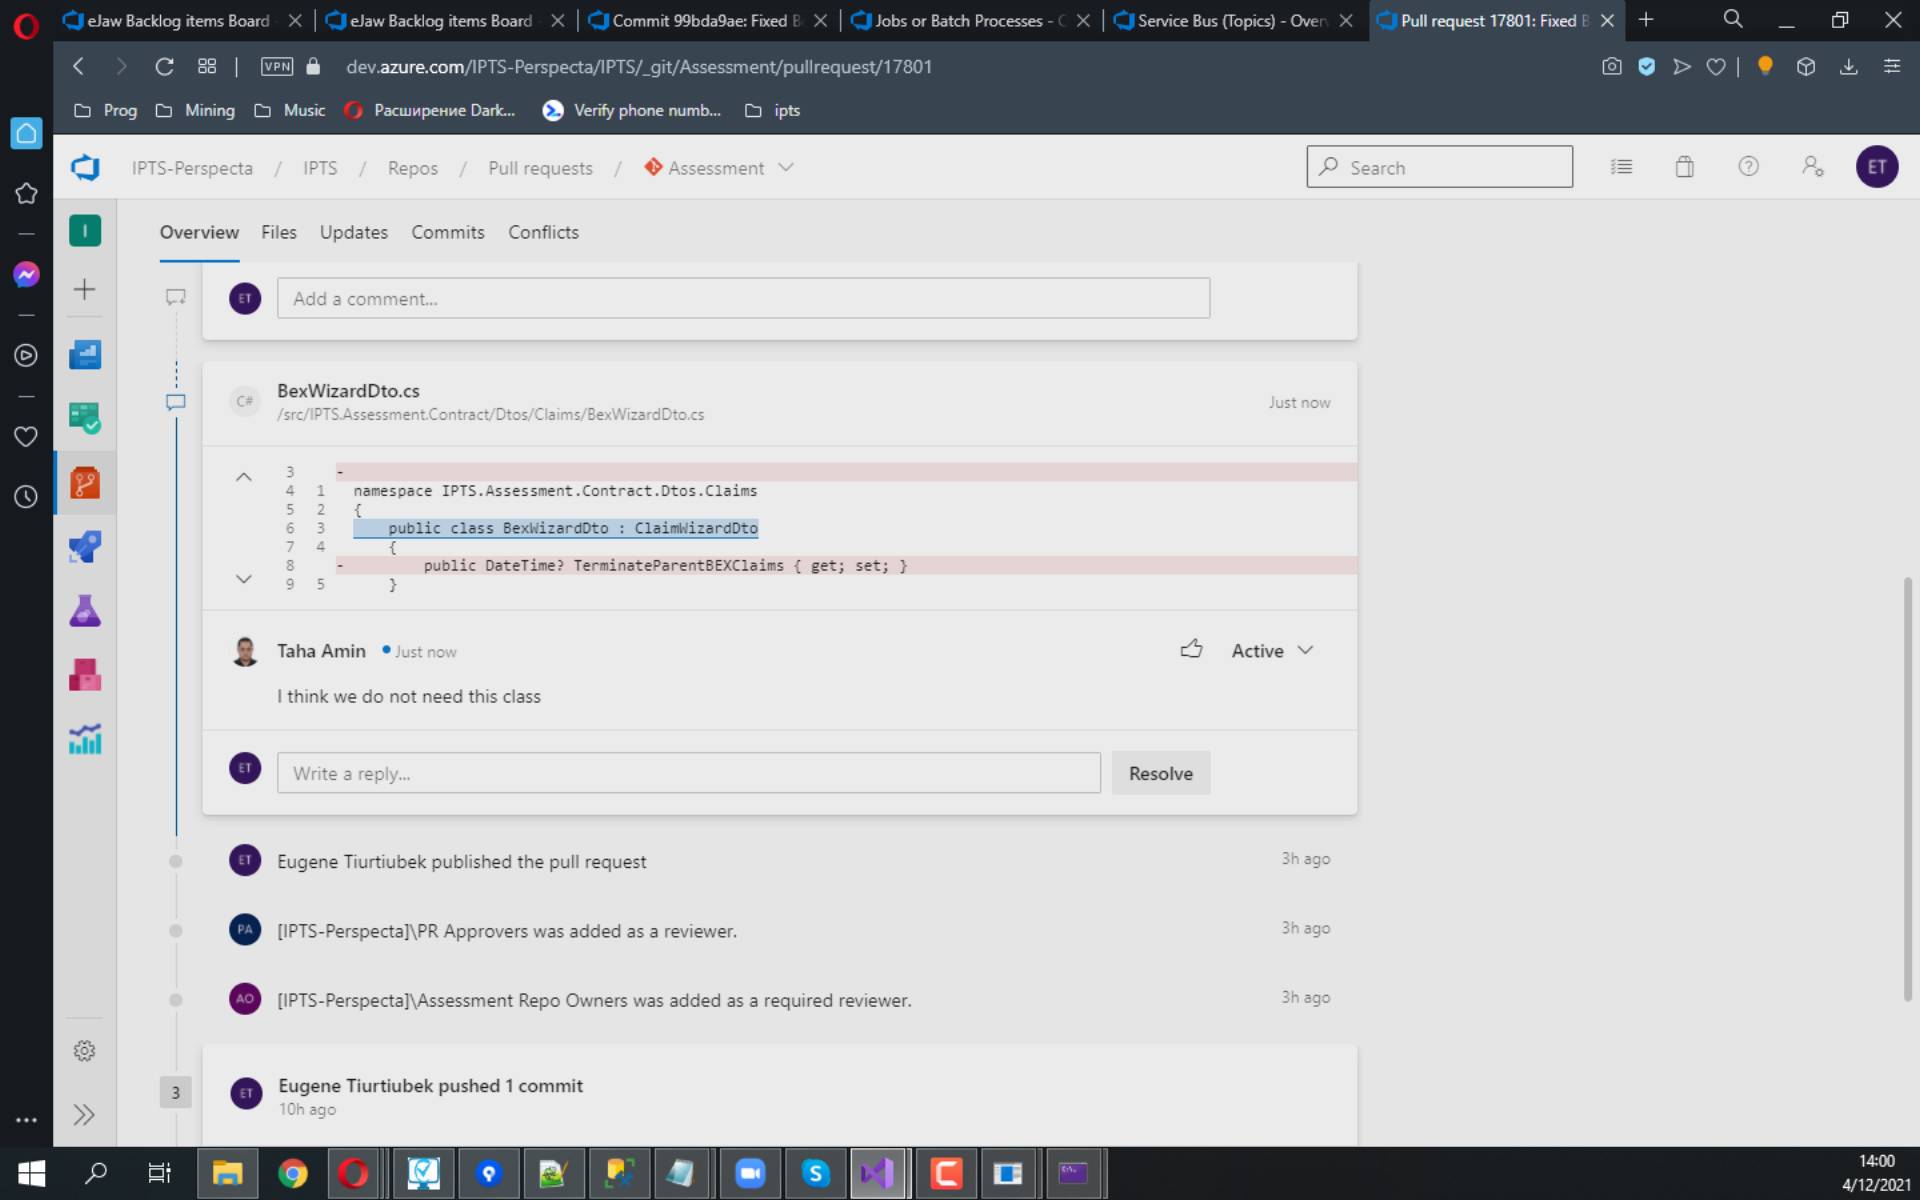 eJaw Backlog items Board
eJaw Backlog items Board
Commit 99bda9ae: Fixed B
Jobs or Batch Processes -
Service Bus (Topics) - Over
Pull request 17801: Fixed B
VPN
dev.azure.com/IPTS-Perspecta/IPTS/_git/Assessment/pullrequest/17801
Prog
Mining
Music
Расширение Dark...
Verify phone numb...
ipts
IPTS-Perspecta / IPTS / Repos / Pull requests / Assessment
Search
ET
I
Overview
Files
Updates
Commits
Conflicts
ET
Add a comment...
C#
BexWizardDto.cs
/src/IPTS.Assessment.Contract/Dtos/Claims/BexWizardDto.cs
Just now
3 -
4 1 namespace IPTS.Assessment.Contract.Dtos.Claims
5 2 {
6 3 public class BexWizardDto : ClaimWizardDto
7 4 {
8 - public DateTime? TerminateParentBEXClaims { get; set; }
9 5 }
Taha Amin
Just now
Active
I think we do not need this class
ET
Write a reply...
Resolve
ET
Eugene Tiurtiubek published the pull request
3h ago
PA
[IPTS-Perspecta]\PR Approvers was added as a reviewer.
3h ago
AO
[IPTS-Perspecta]\Assessment Repo Owners was added as a required reviewer.
3h ago
3
ET
Eugene Tiurtiubek pushed 1 commit
10h ago
14:00
4/12/2021